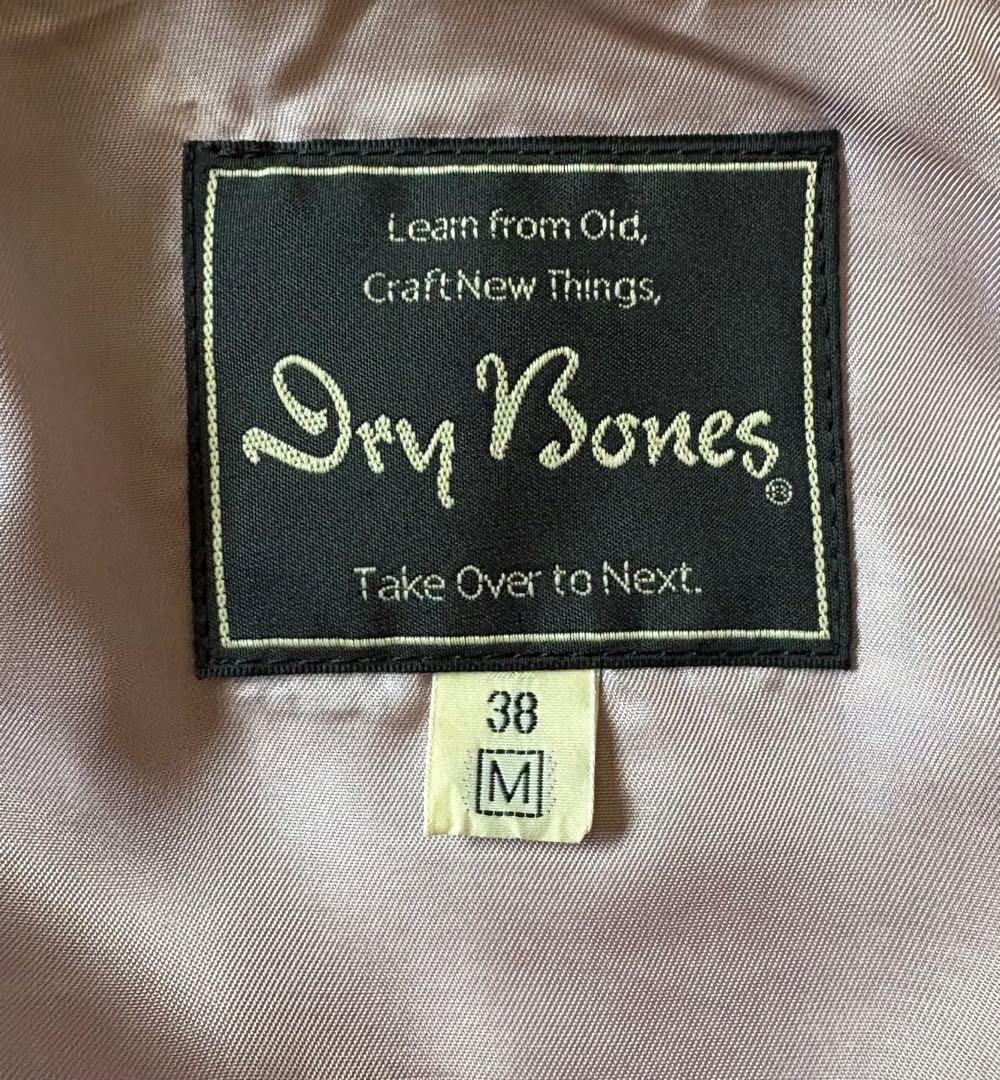 Learn from Old,
Craft New Things,
Dry Bones®
Take Over to Next.
38
M